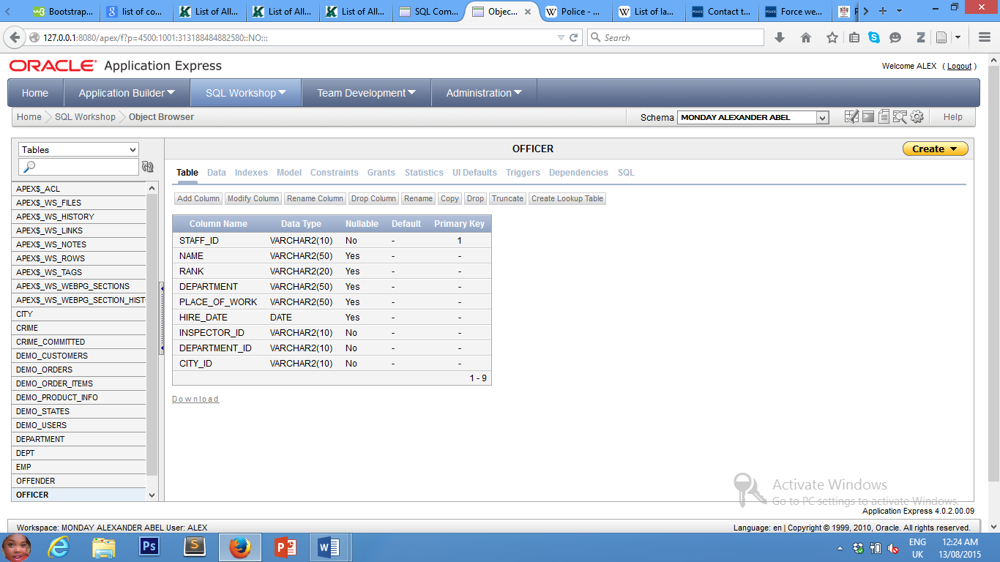 Bootstrap... list of co... List of All... List of All... List of All... SQL Com... Objec... Police - ... List of la... Contact t... Force we...
127.0.0.1:8080/apex/f?p=4500:1001:313188484882580::NO::: Search
ORACLE Application Express Welcome ALEX ( Logout )
Home Application Builder SQL Workshop Team Development Administration
Home SQL Workshop Object Browser Schema MONDAY ALEXANDER ABEL Help
Tables
APEX$_ACL
APEX$_WS_FILES
APEX$_WS_HISTORY
APEX$_WS_LINKS
APEX$_WS_NOTES
APEX$_WS_ROWS
APEX$_WS_TAGS
APEX$_WS_WEBPG_SECTIONS
APEX$_WS_WEBPG_SECTION_HIST
CITY
CRIME
CRIME_COMMITTED
DEMO_CUSTOMERS
DEMO_ORDERS
DEMO_ORDER_ITEMS
DEMO_PRODUCT_INFO
DEMO_STATES
DEMO_USERS
DEPARTMENT
DEPT
EMP
OFFENDER
OFFICER
OFFICER Create
Table Data Indexes Model Constraints Grants Statistics UI Defaults Triggers Dependencies SQL
Add Column Modify Column Rename Column Drop Column Rename Copy Drop Truncate Create Lookup Table
Column Name Data Type Nullable Default Primary Key
STAFF_ID VARCHAR2(10) No - 1
NAME VARCHAR2(50) Yes - -
RANK VARCHAR2(20) Yes - -
DEPARTMENT VARCHAR2(50) Yes - -
PLACE_OF_WORK VARCHAR2(50) Yes - -
HIRE_DATE DATE Yes - -
INSPECTOR_ID VARCHAR2(10) No - -
DEPARTMENT_ID VARCHAR2(10) No - -
CITY_ID VARCHAR2(10) No - -
1 - 9
Download
Activate Windows
Go to PC settings to activate Windows.
Application Express 4.0.2.00.09
Workspace: MONDAY ALEXANDER ABEL User: ALEX Language: en | Copyright © 1999, 2010, Oracle. All rights reserved.
Ps S P W
ENG 12:24 AM
UK 13/08/2015